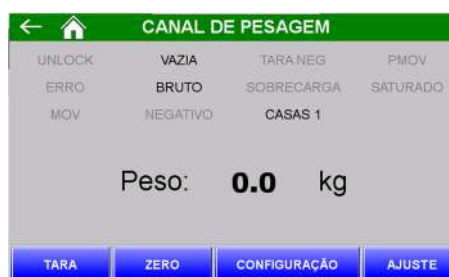 CANAL DE PESAGEM
UNLOCK VAZIA TARA NEG PMOV
ERRO BRUTO SOBRECARGA SATURADO
MOV NEGATIVO CASAS 1
Peso: 0.0 kg
TARA ZERO CONFIGURAÇÃO AJUSTE